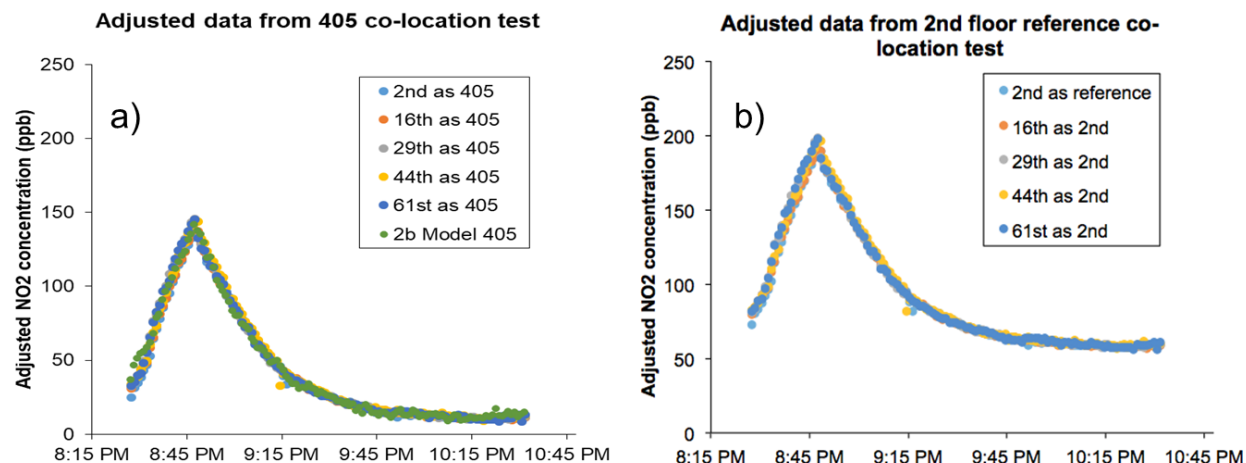 Adjusted data from 405 co-location test
Adjusted NO2 concentration (ppb)
250
200
150
100
50
0
a)
2nd as 405
16th as 405
29th as 405
44th as 405
61st as 405
2b Model 405
8:15 PM 8:45 PM 9:15 PM 9:45 PM 10:15 PM 10:45 PM
Adjusted data from 2nd floor reference co-
location test
Adjusted NO2 concentration (ppb)
250
200
150
100
50
0
b)
2nd as reference
16th as 2nd
29th as 2nd
44th as 2nd
61st as 2nd
8:15 PM 8:45 PM 9:15 PM 9:45 PM 10:15 PM 10:45 PM